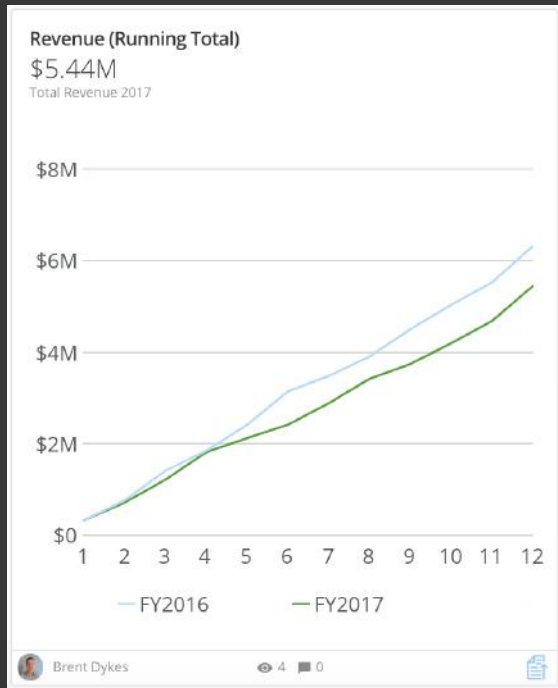 Revenue (Running Total)
$5.44M
Total Revenue 2017
$8M
$6M
$4M
$2M
$0
1 2 3 4 5 6 7 8 9 10 11 12
FY2016 FY2017
Brent Dykes 4 0